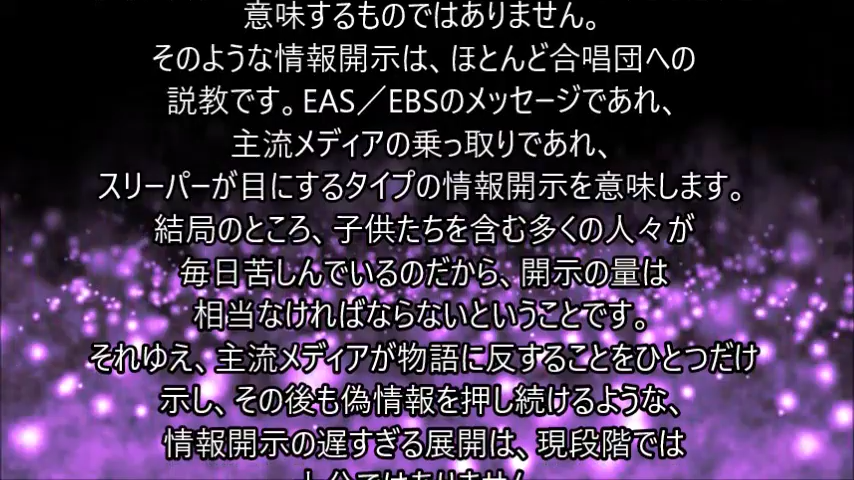 意味するものではありません。
そのような情報開示は、ほとんど合唱団への
説教です。EAS／EBSのメッセージであれ、
主流メディアの乗っ取りであれ、
スリーパーが目にするタイプの情報開示を意味します。
結局のところ、子供たちを含む多くの人々が
毎日苦しんでいるのだから、開示の量は
相当なければならないということです。
それゆえ、主流メディアが物語に反することをひとつだけ
示し、その後も偽情報を押し続けるような、
情報開示の遅すぎる展開は、現段階では